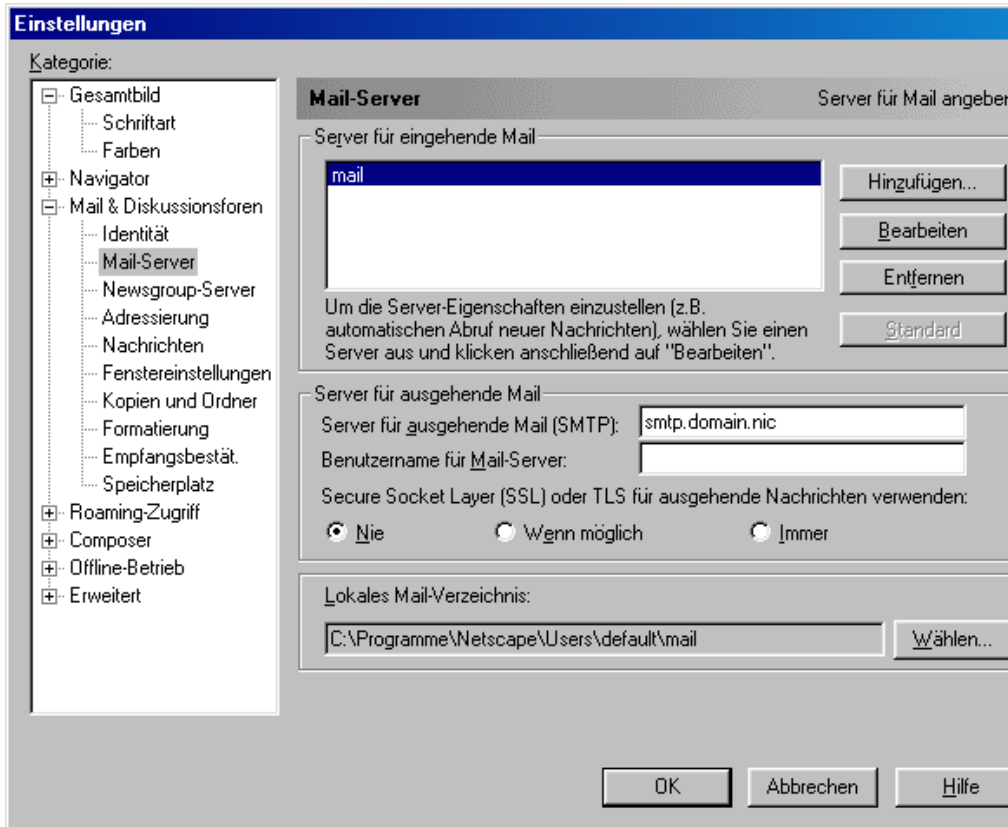 Einstellungen
Kategorie:
Gesamtbild
Schriftart
Farben
Navigator
Mail & Diskussionsforen
Identität
Mail-Server
Newsgroup-Server
Adressierung
Nachrichten
Fenstereinstellungen
Kopien und Ordner
Formatierung
Empfangsbestät.
Speicherplatz
Roaming-Zugriff
Composer
Offline-Betrieb
Erweitert
Mail-Server
Server für Mail angeben
Server für eingehende Mail
mail
Hinzufügen...
Bearbeiten
Entfernen
Standard
Um die Server-Eigenschaften einzustellen (z.B.
automatischen Abruf neuer Nachrichten), wählen Sie einen
Server aus und klicken anschließend auf "Bearbeiten".
Server für ausgehende Mail
Server für ausgehende Mail (SMTP): smtp.domain.nic
Benutzername für Mail-Server:
Secure Socket Layer (SSL) oder TLS für ausgehende Nachrichten verwenden:
Nie Wenn möglich Immer
Lokales Mail-Verzeichnis:
C:\Programme\Netscape\Users\default\mail Wählen...
OK Abbrechen Hilfe